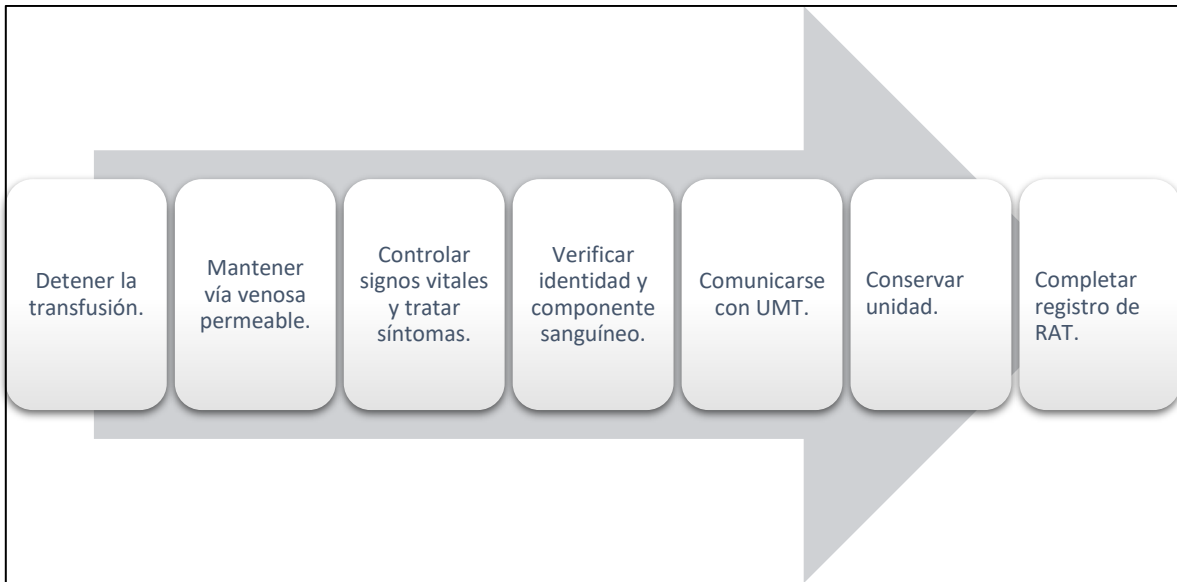 Detener la
transfusión.
Mantener
vía venosa
permeable.
Controlar
signos vitales
y tratar
síntomas.
Verificar
identidad y
componente
sanguíneo.
Comunicarse
con UMT.
Conservar
unidad.
Completar
registro de
RAT.